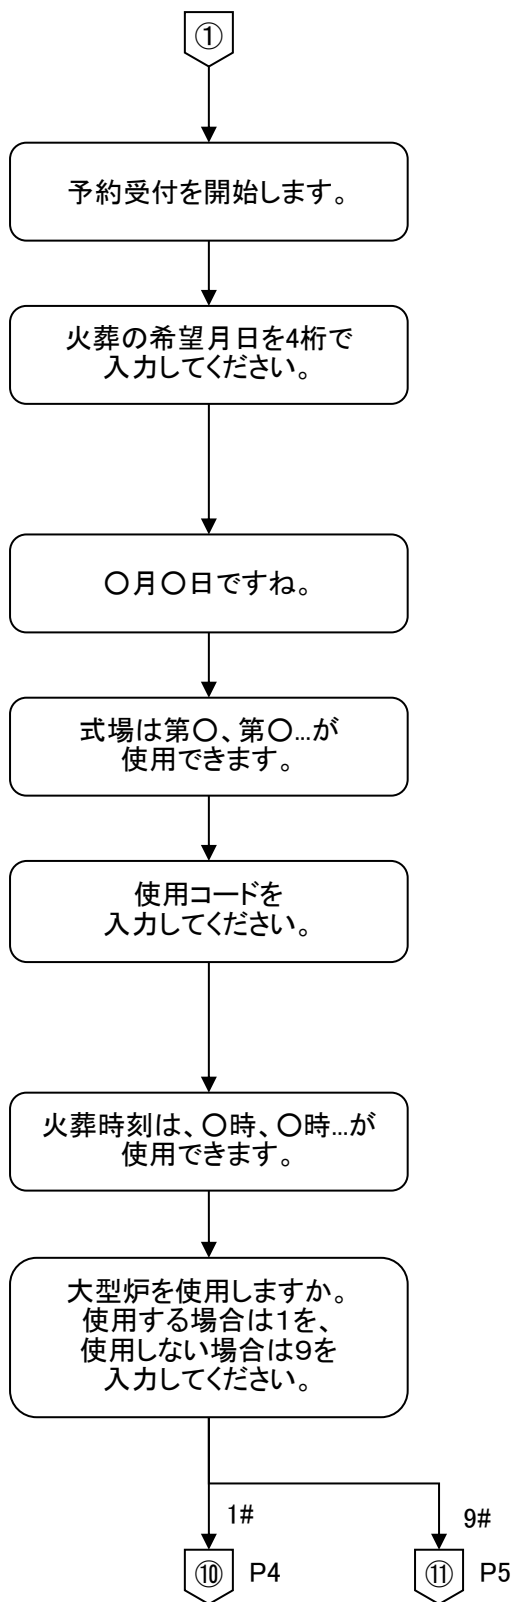 ①
予約受付を開始します。
火葬の希望月日を4桁で
入力してください。
〇月〇日ですね。
式場は第〇、第〇...が
使用できます。
使用コードを
入力してください。
火葬時刻は、〇時、〇時...が
使用できます。
大型炉を使用しますか。
使用する場合は1を、
使用しない場合は9を
入力してください。
1#
9#
⑩ P4
⑪ P5